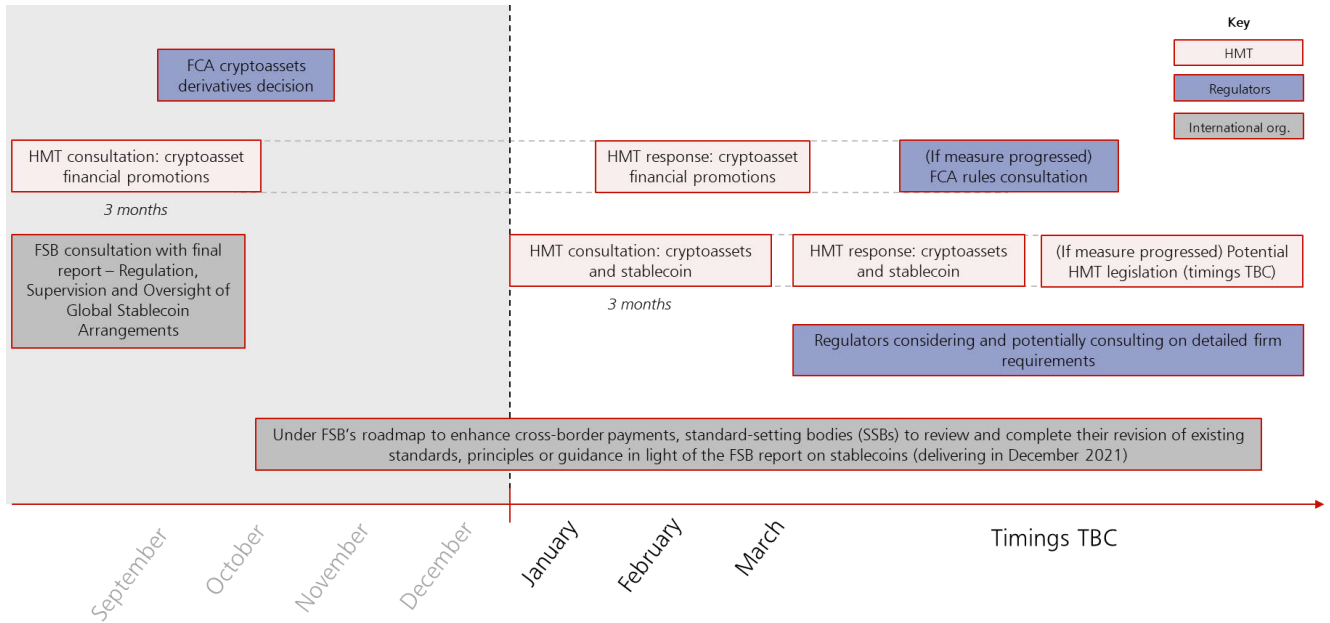 Key
HMT
Regulators
International org.
FCA cryptoassets
derivatives decision
HMT consultation: cryptoasset
financial promotions
3 months
HMT response: cryptoasset
financial promotions
(If measure progressed)
FCA rules consultation
FSB consultation with final
report – Regulation,
Supervision and Oversight of
Global Stablecoin
Arrangements
HMT consultation: cryptoassets
and stablecoin
3 months
HMT response: cryptoassets
and stablecoin
(If measure progressed) Potential
HMT legislation (timings TBC)
Regulators considering and potentially consulting on detailed firm
requirements
Under FSB’s roadmap to enhance cross-border payments, standard-setting bodies (SSBs) to review and complete their revision of existing
standards, principles or guidance in light of the FSB report on stablecoins (delivering in December 2021)
September
October
November
December
January
February
March
Timings TBC